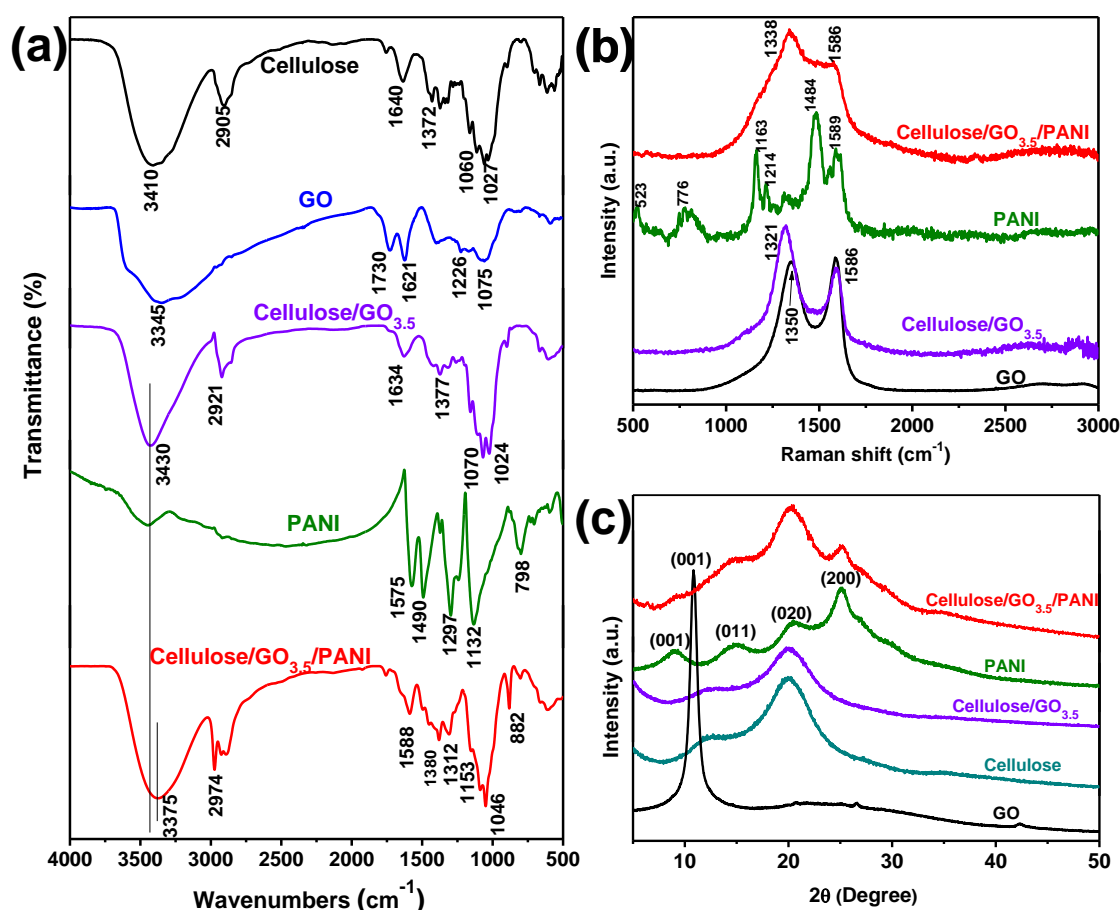 (a)
Cellulose
2905
3410
1640
1372
1060
1027
GO
3345
1730
1621
1226
1075
Cellulose/GO3.5
2921
3430
1634
1377
1070
1024
PANI
1575
1490
1297
1132
798
Cellulose/GO3.5/PANI
2974
3375
1588
1380
1312
1153
1046
882
4000 3500 3000 2500 2000 1500 1000 500
Wavenumbers (cm-1)
Transmittance (%)
(b)
1338
1586
Cellulose/GO3.5/PANI
1484
1163
1214
1589
523
776
PANI
1321
1350
1586
Cellulose/GO3.5
GO
500 1000 1500 2000 2500 3000
Raman shift (cm-1)
Intensity (a.u.)
(c)
(001)
Cellulose/GO3.5/PANI
(001)
(011)
(020)
(200)
PANI
Cellulose/GO3.5
Cellulose
GO
10 20 30 40 50
2θ (Degree)
Intensity (a.u.)